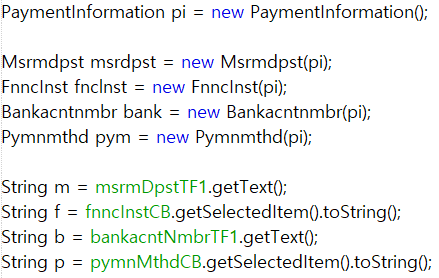 PaymentInformation pi = new PaymentInformation();
Msrmdpst msrdpst = new Msrmdpst(pi);
FnncInst fncInst = new FnncInst(pi);
Bankacntnmbr bank = new Bankacntnmbr(pi);
Pymnmthd pym = new Pymnmthd(pi);
String m = msrmDpstTF1.getText();
String f = fnncInstCB.getSelectedItem().toString();
String b = bankacntNmbrTF1.getText();
String p = pymnMthdCB.getSelectedItem().toString();